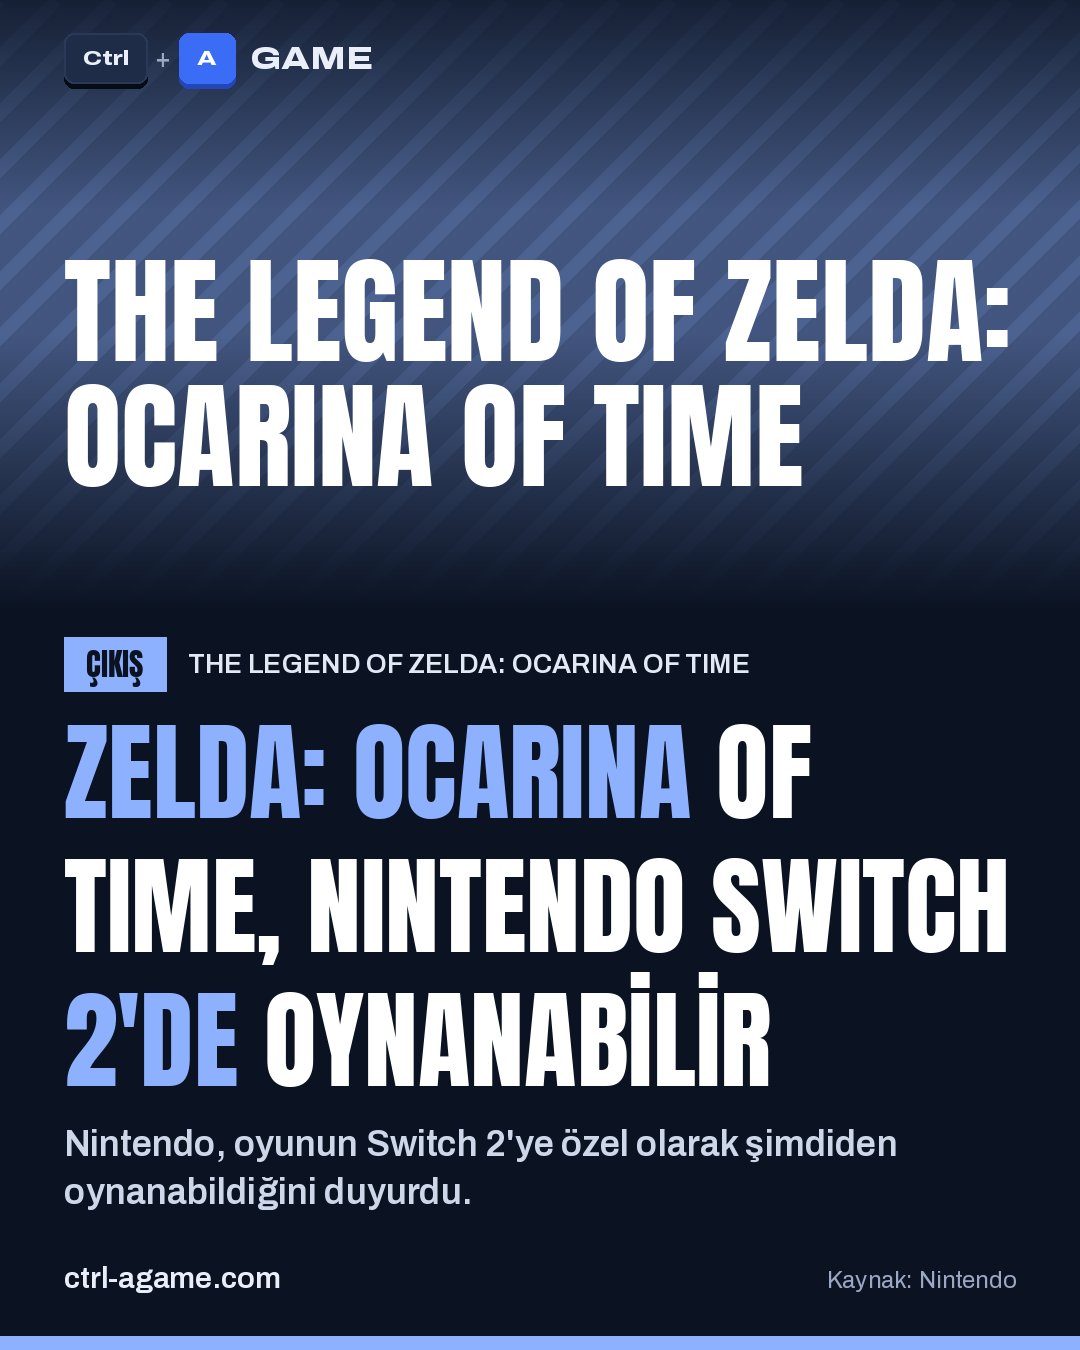 Ctrl + A GAME
THE LEGEND OF ZELDA:
OCARINA OF TIME
ÇIKIŞ THE LEGEND OF ZELDA: OCARINA OF TIME
ZELDA: OCARINA OF
TIME, NINTENDO SWITCH
2'DE OYNANABİLİR
Nintendo, oyunun Switch 2'ye özel olarak şimdiden
oynanabildiğini duyurdu.
ctrl-agame.com
Kaynak: Nintendo